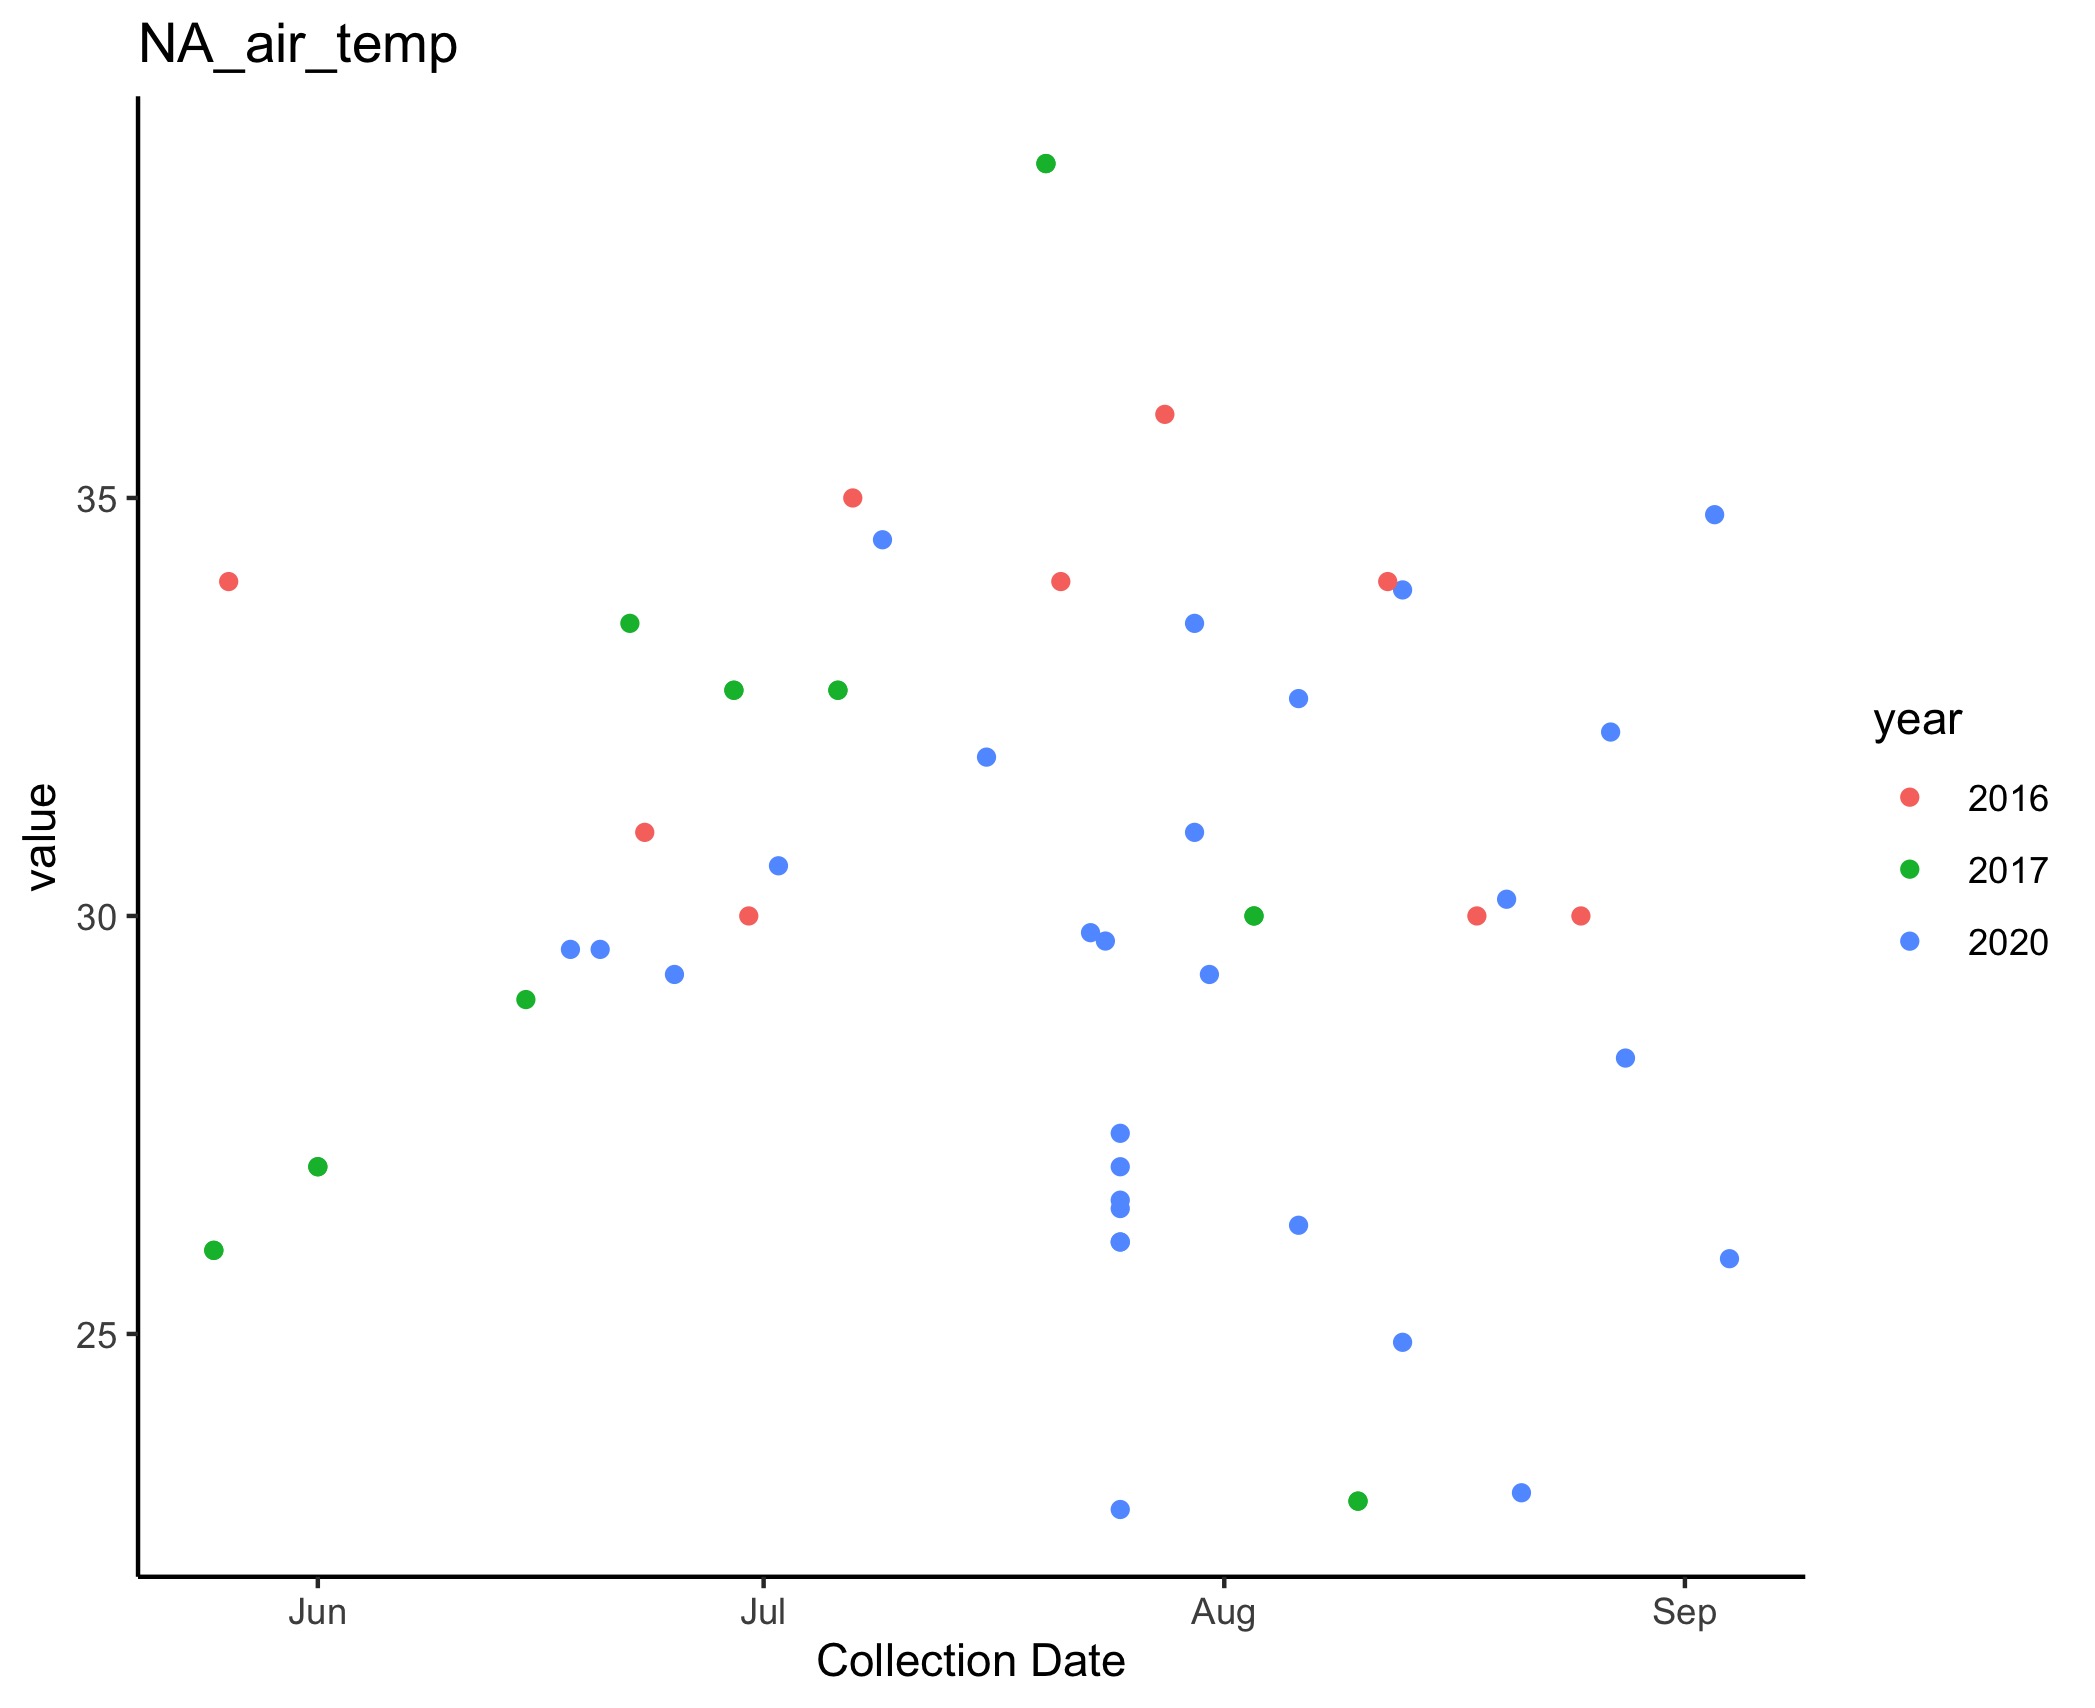 NA_air_temp
35
30
25
value
Jun Jul Aug Sep
Collection Date
year
2016
2017
2020